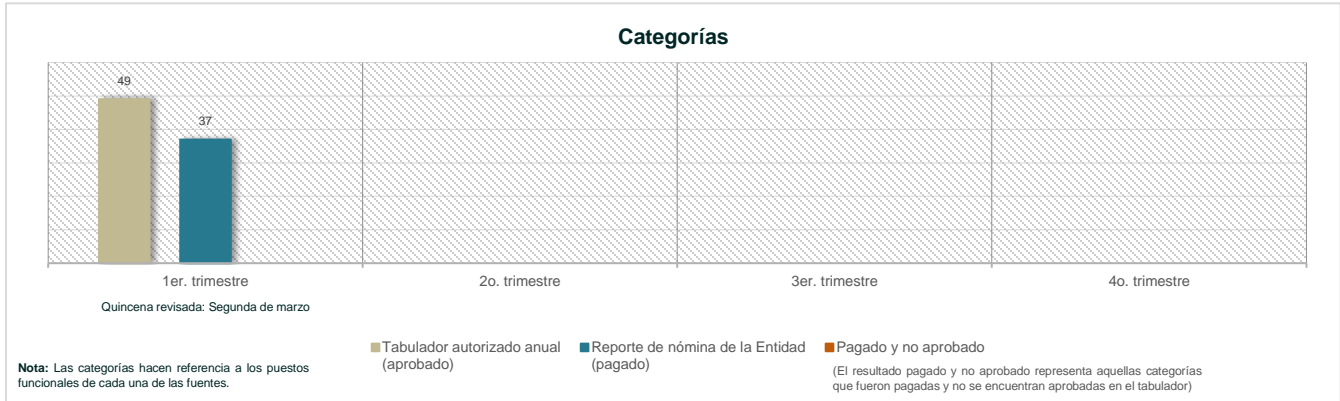 Categorías
49
37
1er. trimestre
2o. trimestre
3er. trimestre
4o. trimestre
Quincena revisada: Segunda de marzo
Tabulador autorizado anual
(aprobado)
Reporte de nómina de la Entidad
(pagado)
Pagado y no aprobado
(El resultado pagado y no aprobado representa aquellas categorías
que fueron pagadas y no se encuentran aprobadas en el tabulador)
Nota: Las categorías hacen referencia a los puestos
funcionales de cada una de las fuentes.